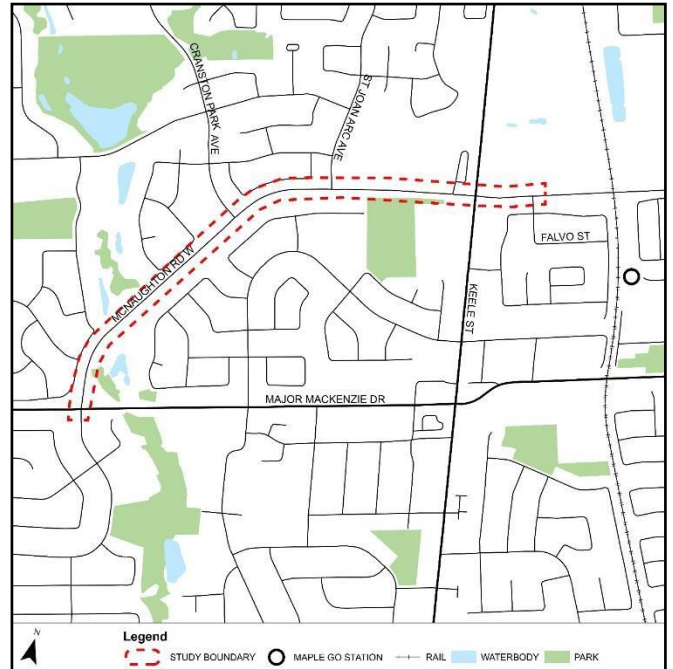 CRANSTON PARK
AVE
ST JOAN ARC AVE
FALVO ST
MCNAUGHTON RD W
KEELE ST
MAJOR MACKENZIE DR
N
Legend
STUDY BOUNDARY
MAPLE GO STATION
RAIL
WATERBODY
PARK